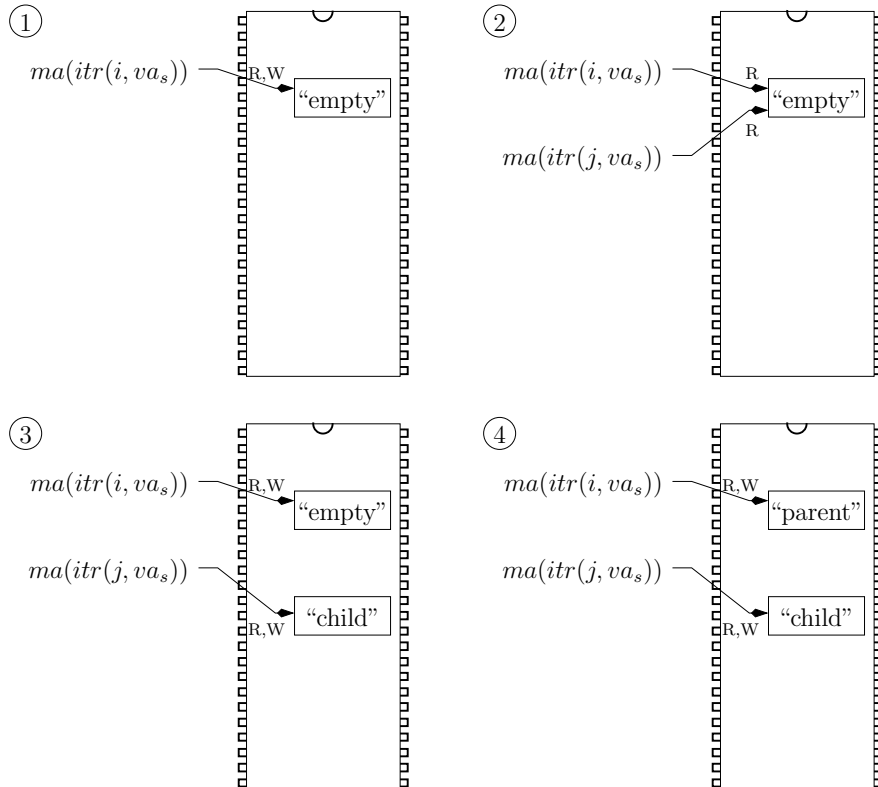 1
R,W
ma(itr(i, va_s))
"empty"
2
R
ma(itr(i, va_s))
"empty"
R
ma(itr(j, va_s))
3
R,W
ma(itr(i, va_s))
"empty"
ma(itr(j, va_s))
"child"
R,W
4
R,W
ma(itr(i, va_s))
"parent"
ma(itr(j, va_s))
"child"
R,W